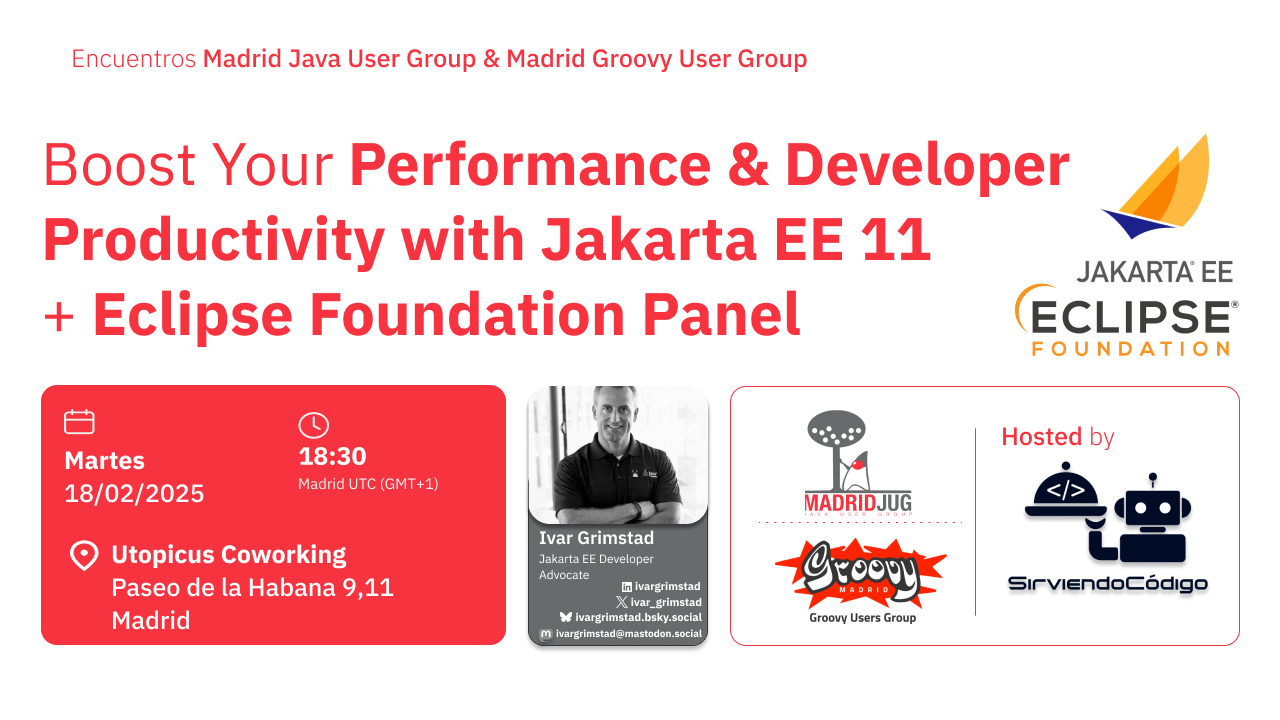 Encuentros Madrid Java User Group & Madrid Groovy User Group
Boost Your Performance & Developer
Productivity with Jakarta EE 11
+ Eclipse Foundation Panel
JAKARTA® EE
ECLIPSE®
FOUNDATION
Martes
18/02/2025
18:30
Madrid UTC (GMT+1)
Utopicus Coworking
Paseo de la Habana 9,11
Madrid
Ivar Grimstad
Jakarta EE Developer
Advocate
ivargrimstad
ivar_grimstad
ivargrimstad.bsky.social
ivargrimstad@mastodon.social
MADRIDJUG
JAVA USER GROUP
Groovy
MADRID
Groovy Users Group
Hosted by
</>
SirviendoCódigo